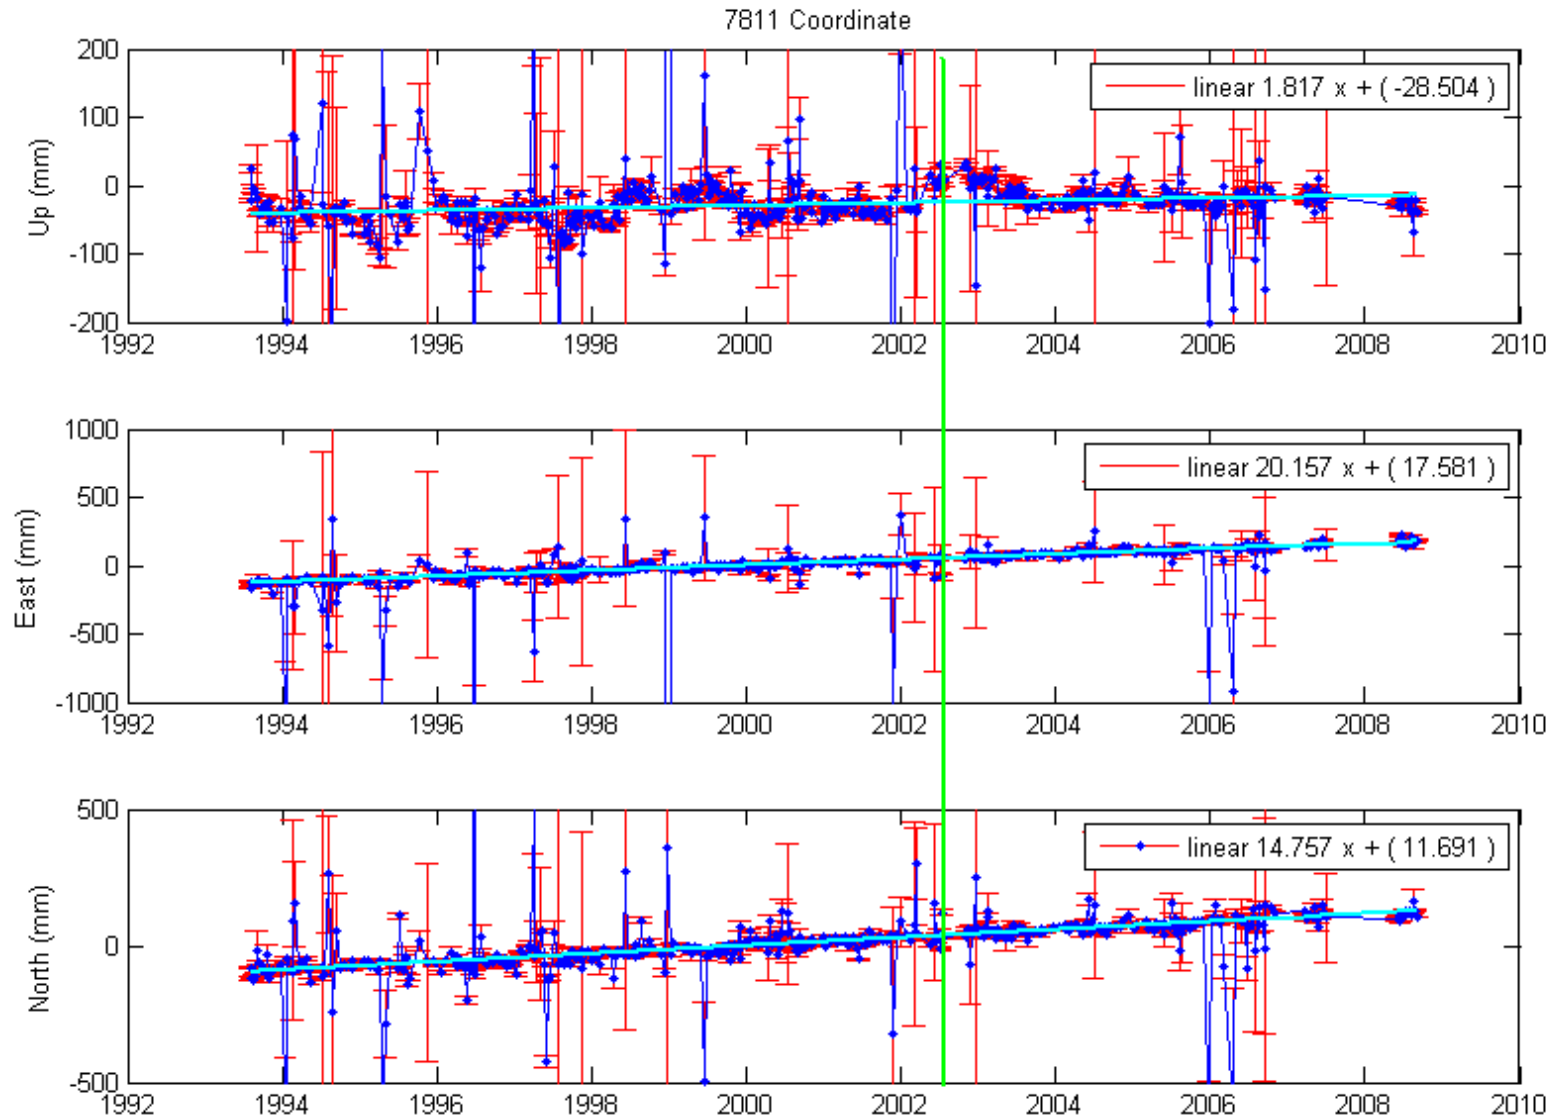 7811 Coordinate
200
100
0
-100
-200
Up (mm)
linear 1.817 x + ( -28.504 )
1992 1994 1996 1998 2000 2002 2004 2006 2008 2010
1000
500
0
-500
-1000
East (mm)
linear 20.157 x + ( 17.581 )
1992 1994 1996 1998 2000 2002 2004 2006 2008 2010
500
0
-500
North (mm)
linear 14.757 x + ( 11.691 )
1992 1994 1996 1998 2000 2002 2004 2006 2008 2010